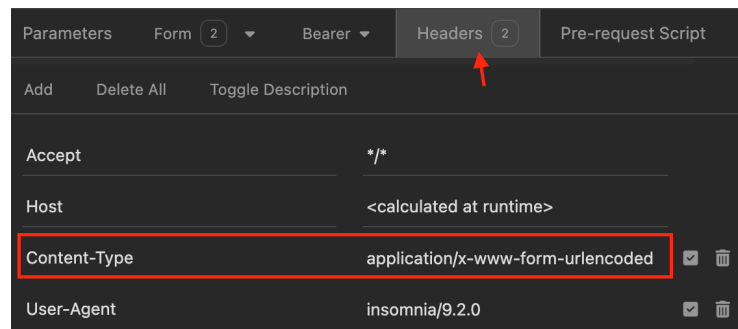 Parameters Form 2 Bearer Headers 2 Pre-request Script
Add Delete All Toggle Description
Accept */*
Host <calculated at runtime>
Content-Type application/x-www-form-urlencoded
User-Agent insomnia/9.2.0